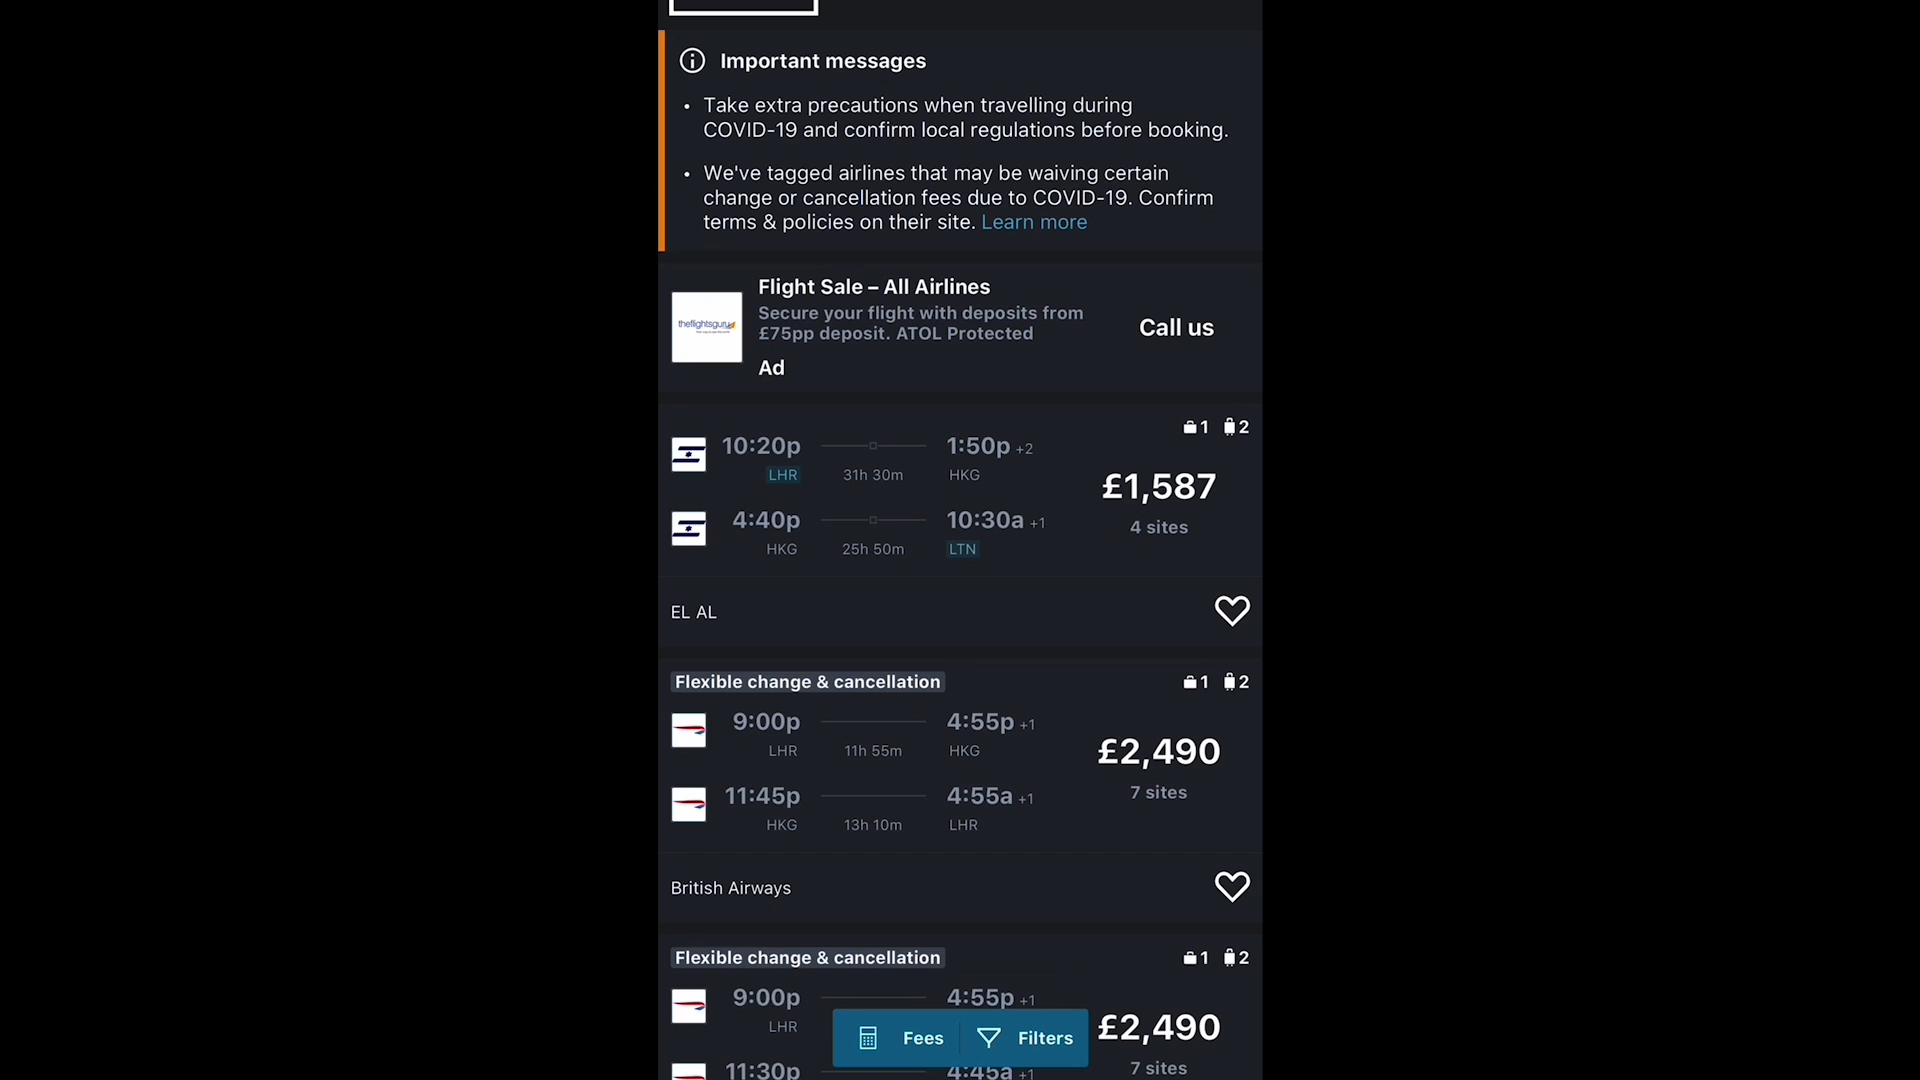 Important messages
• Take extra precautions when travelling during
COVID-19 and confirm local regulations before booking.
• We've tagged airlines that may be waiving certain
change or cancellation fees due to COVID-19. Confirm
terms & policies on their site. Learn more
theflightsguru
Flight Sale – All Airlines
Secure your flight with deposits from
£75pp deposit. ATOL Protected
Call us
Ad
1 2
10:20p 1:50p +2
LHR 31h 30m HKG
£1,587
4:40p 10:30a +1
4 sites
HKG 25h 50m LTN
EL AL
Flexible change & cancellation 1 2
9:00p 4:55p +1
LHR 11h 55m HKG
£2,490
11:45p 4:55a +1
7 sites
HKG 13h 10m LHR
British Airways
Flexible change & cancellation 1 2
9:00p 4:55p +1
LHR
£2,490
Fees Filters
11:30p 4:45a +1
7 sites